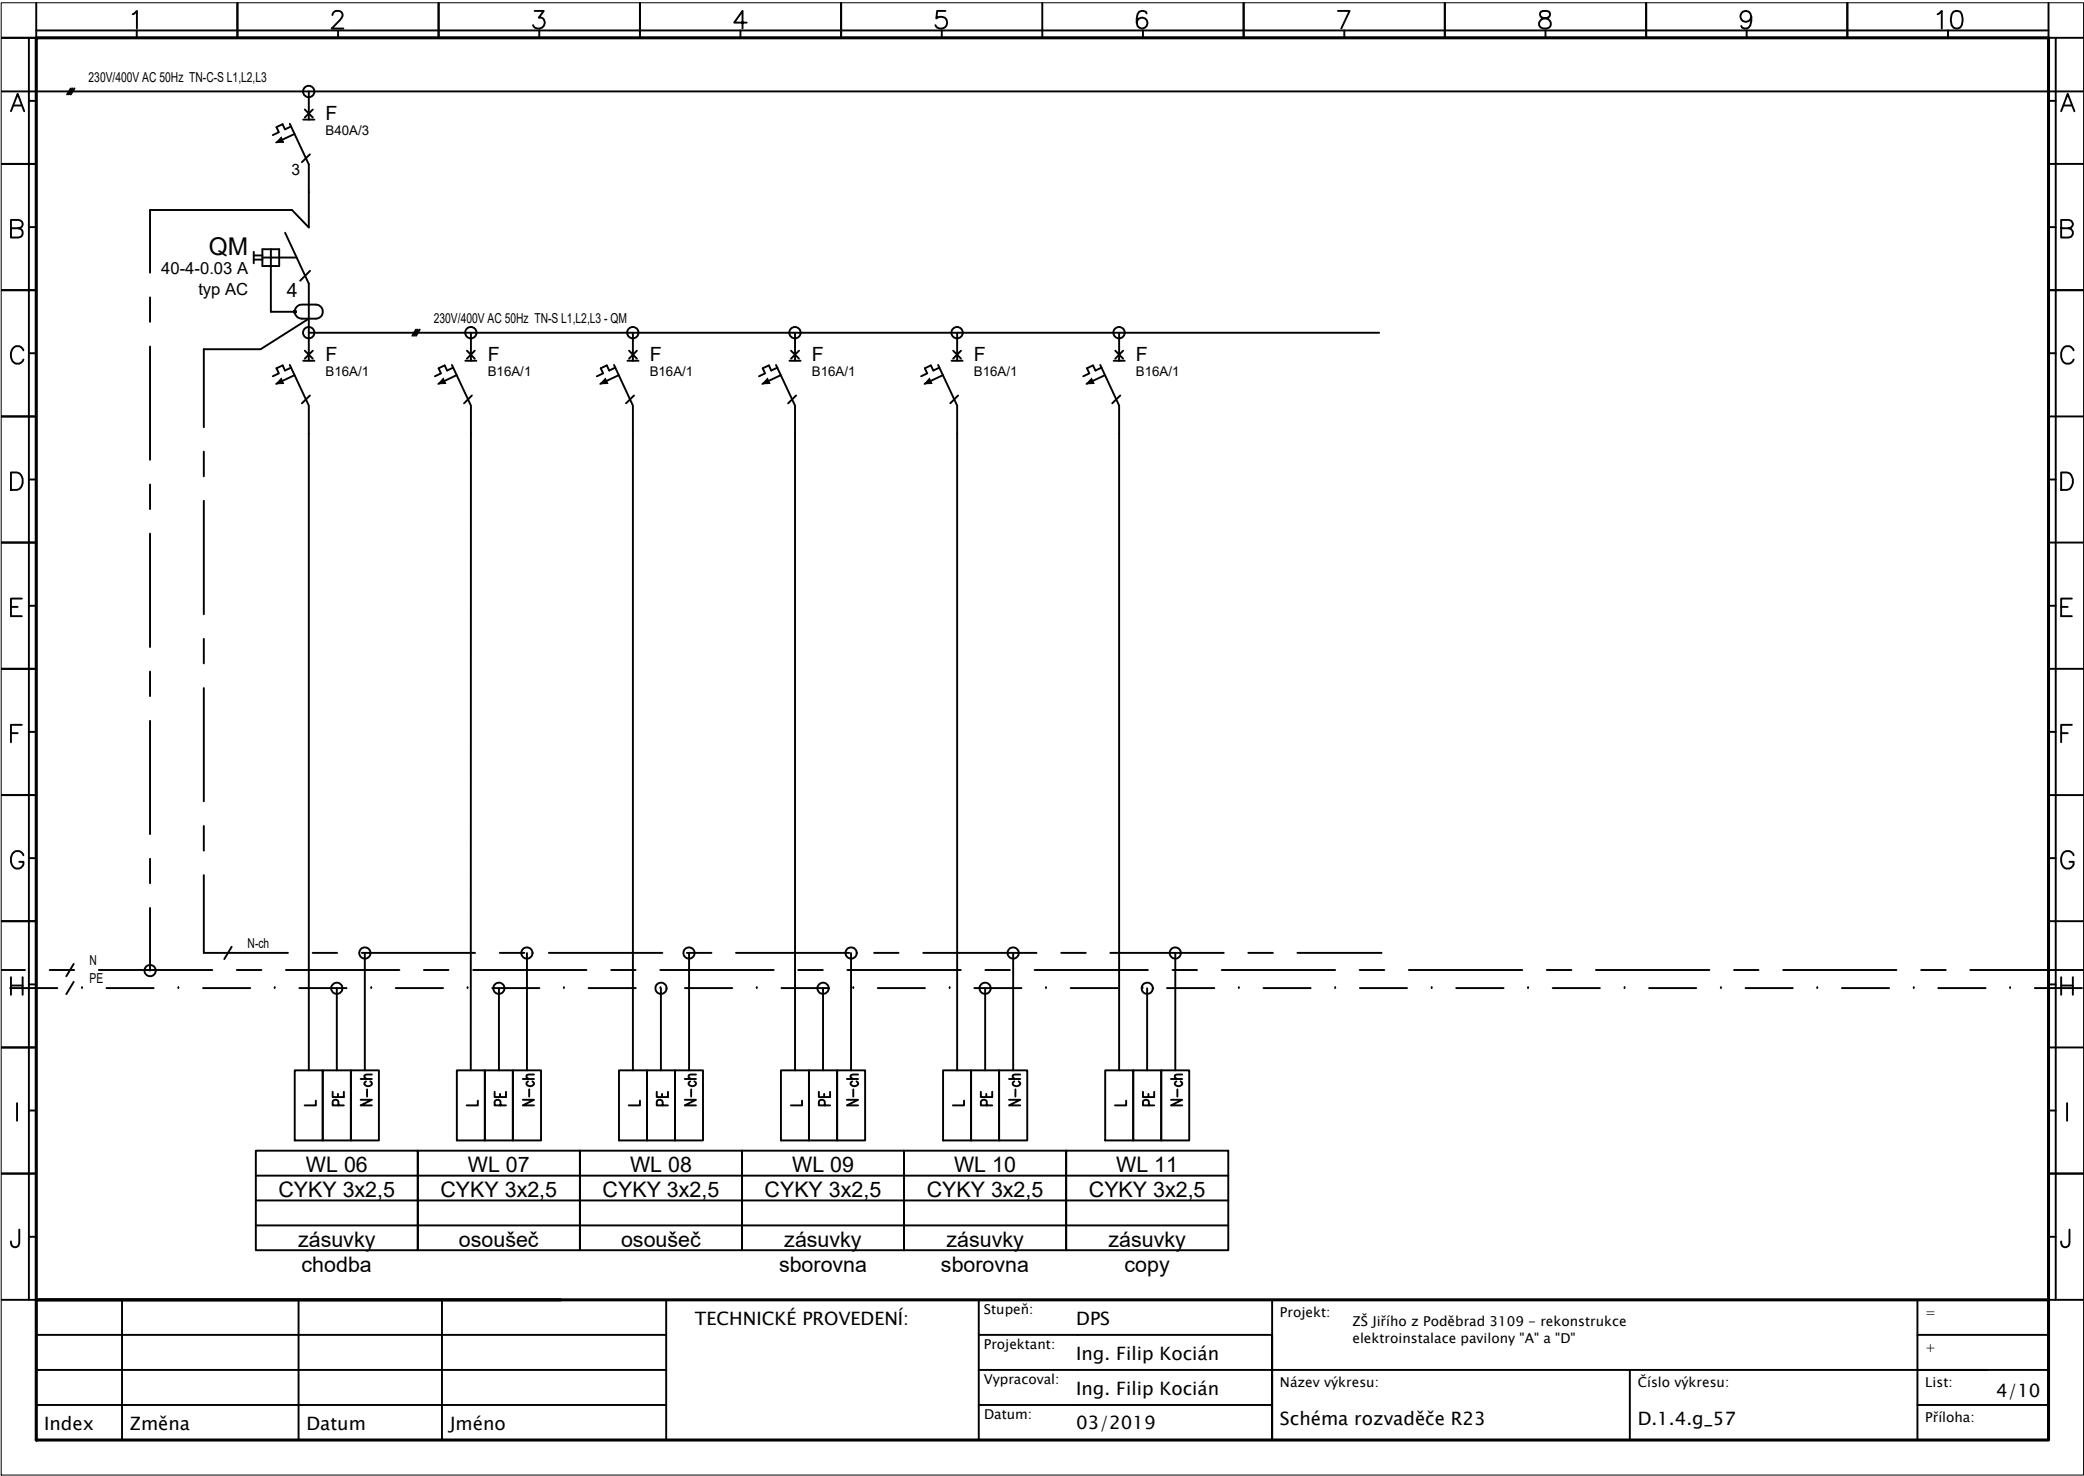 1 2 3 4 5 6 7 8 9 10
230V/400V AC 50Hz TN-C-S L1,L2,L3
A A
F
B40A/3
3
B B
QM
40-4-0.03 A
typ AC
4
230V/400V AC 50Hz TN-S L1,L2,L3 - QM
C C
F F F F F F
B16A/1 B16A/1 B16A/1 B16A/1 B16A/1 B16A/1
D D
E E
F F
G G
N-ch
N
PE
H H
L PE N-ch L PE N-ch L PE N-ch L PE N-ch L PE N-ch L PE N-ch
I I
WL 06 WL 07 WL 08 WL 09 WL 10 WL 11
CYKY 3x2,5 CYKY 3x2,5 CYKY 3x2,5 CYKY 3x2,5 CYKY 3x2,5 CYKY 3x2,5
J J
zásuvky osoušeč osoušeč zásuvky zásuvky zásuvky
chodba sborovna sborovna copy
TECHNICKÉ PROVEDENÍ:
Stupeň: DPS
Projektant: Ing. Filip Kocián
Vypracoval: Ing. Filip Kocián
Datum: 03/2019
Projekt: ZŠ Jiřího z Poděbrad 3109 – rekonstrukce
elektroinstalace pavilony "A" a "D"
=
+
Název výkresu:
Schéma rozvaděče R23
Číslo výkresu:
D.1.4.g_57
List: 4/10
Příloha:
Index Změna Datum Jméno